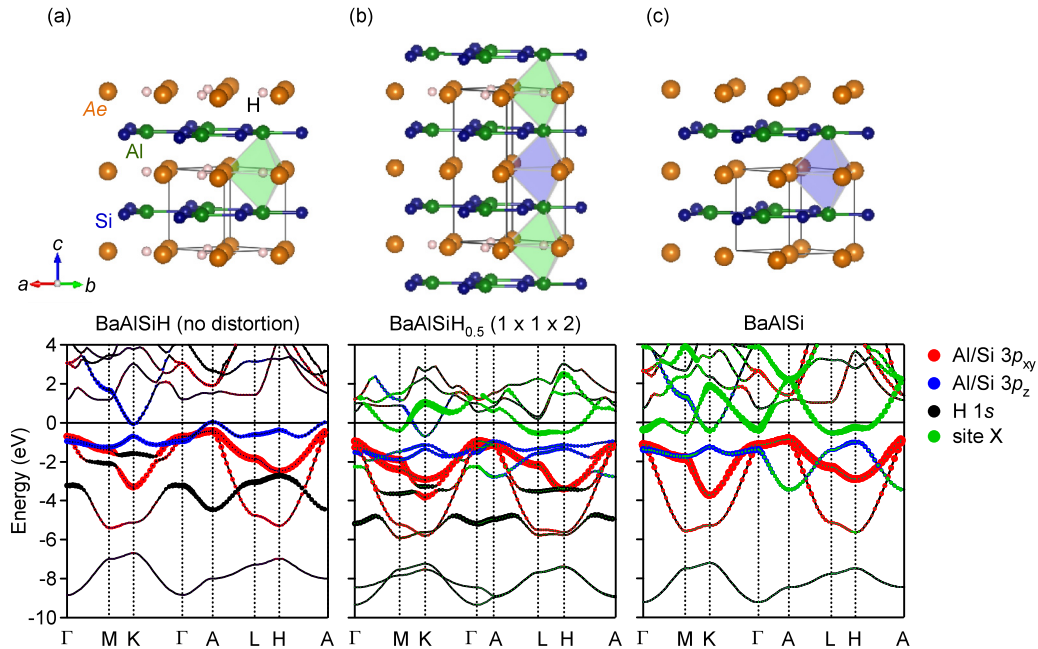 (a) (b) (c)
Ae
H
Al
Si
c
a b
BaAlSiH (no distortion) BaAlSiH0.5 (1 x 1 x 2) BaAlSi
4
2
0
-2
-4
-6
-8
-10
Energy (eV)
Γ M K Γ A L H A Γ M K Γ A L H A Γ M K Γ A L H A
Al/Si 3pxy
Al/Si 3pz
H 1s
site X